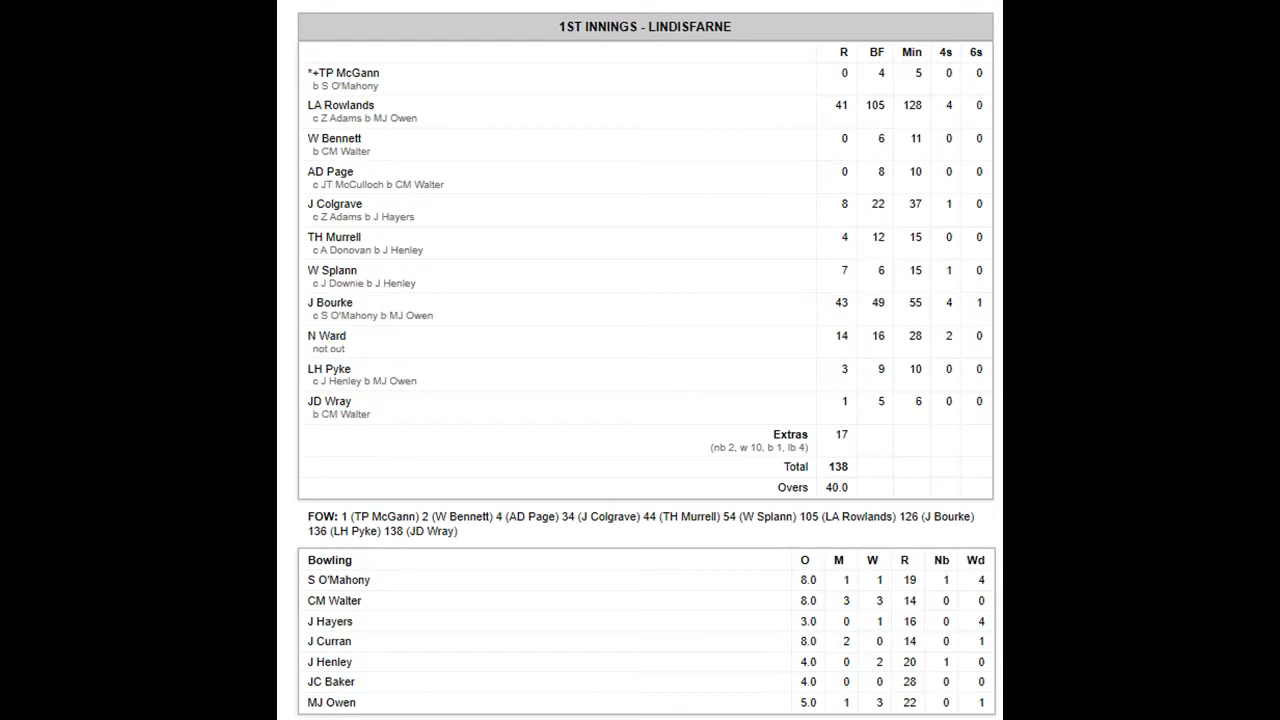 1ST INNINGS - LINDISFARNE
R BF Min 4s 6s
*+TP McGann 0 4 5 0 0
b S O'Mahony
LA Rowlands 41 105 128 4 0
c Z Adams b MJ Owen
W Bennett 0 6 11 0 0
b CM Walter
AD Page 0 8 10 0 0
c JT McCulloch b CM Walter
J Colgrave 8 22 37 1 0
c Z Adams b J Hayers
TH Murrell 4 12 15 0 0
c A Donovan b J Henley
W Splann 7 6 15 1 0
c J Downie b J Henley
J Bourke 43 49 55 4 1
c S O'Mahony b MJ Owen
N Ward 14 16 28 2 0
not out
LH Pyke 3 9 10 0 0
c J Henley b MJ Owen
JD Wray 1 5 6 0 0
b CM Walter
Extras 17
(nb 2, w 10, b 1, lb 4)
Total 138
Overs 40.0
FOW: 1 (TP McGann) 2 (W Bennett) 4 (AD Page) 34 (J Colgrave) 44 (TH Murrell) 54 (W Splann) 105 (LA Rowlands) 126 (J Bourke)
136 (LH Pyke) 138 (JD Wray)
Bowling O M W R Nb Wd
S O'Mahony 8.0 1 1 19 1 4
CM Walter 8.0 3 3 14 0 0
J Hayers 3.0 0 1 16 0 4
J Curran 8.0 2 0 14 0 1
J Henley 4.0 0 2 20 1 0
JC Baker 4.0 0 0 28 0 0
MJ Owen 5.0 1 3 22 0 1